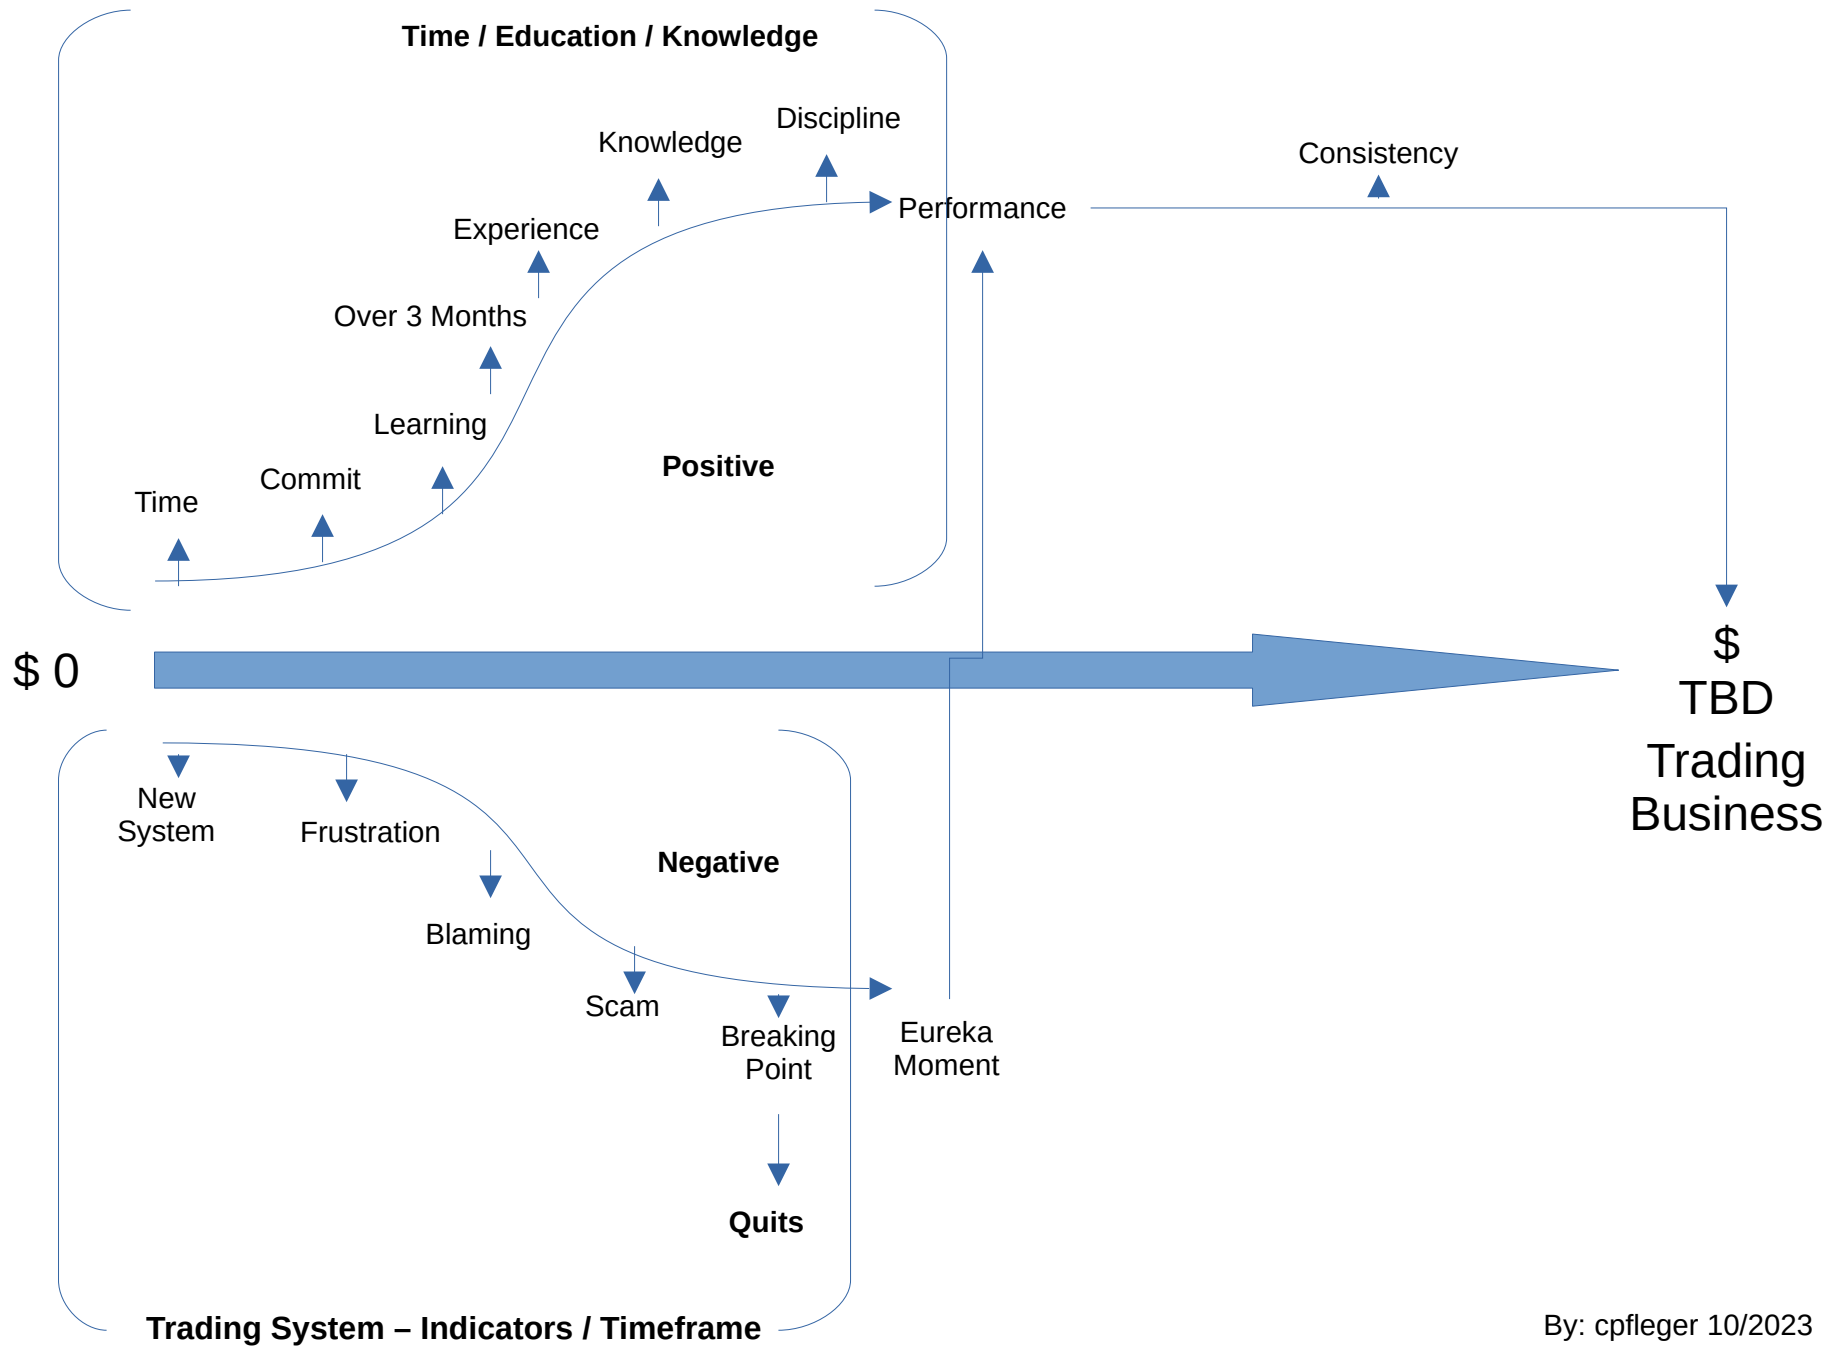 Time / Education / Knowledge
Discipline
Knowledge
Consistency
Performance
Experience
Over 3 Months
Learning
Positive
Commit
Time
$ 0
$
TBD
Trading
Business
New
System
Frustration
Negative
Blaming
Scam
Breaking
Point
Eureka
Moment
Quits
Trading System – Indicators / Timeframe
By: cpfleger 10/2023